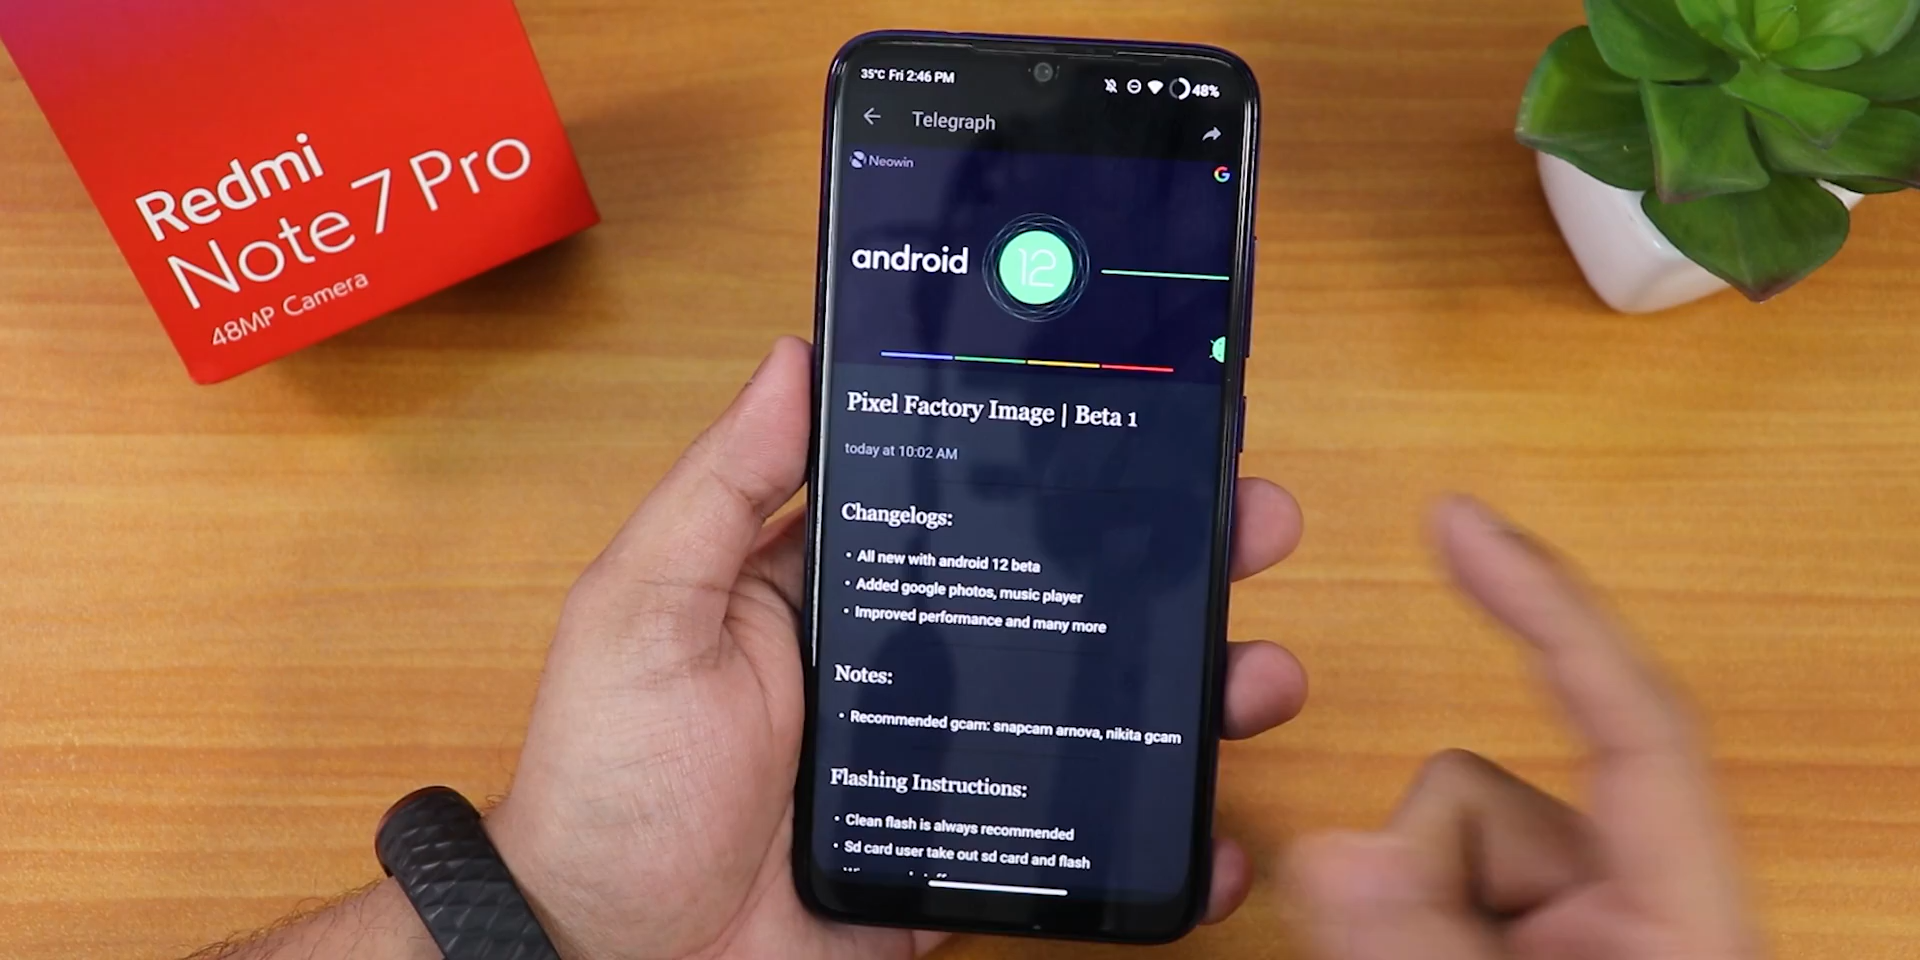 Redmi
Note 7 Pro
48MP Camera
35°C Fri 2:46 PM
48%
Telegraph
Neowin
G
android 12
Pixel Factory Image | Beta 1
today at 10:02 AM
Changelogs:
• All new with android 12 beta
• Added google photos, music player
• Improved performance and many more
Notes:
• Recommended gcam: snapcam arnova, nikita gcam
Flashing Instructions:
• Clean flash is always recommended
• Sd card user take out sd card and flash